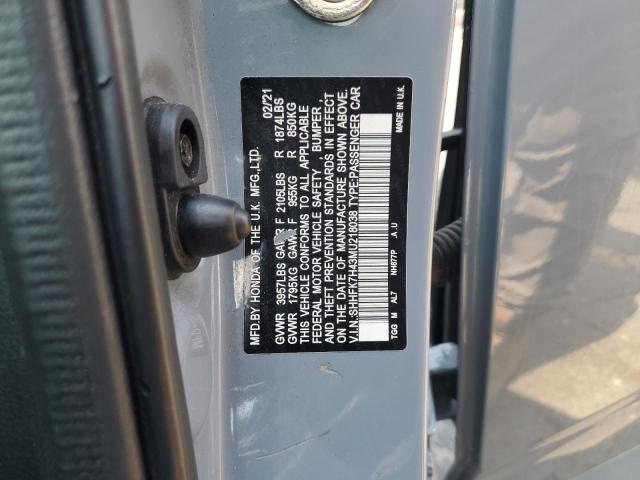 MFD.BY HONDA OF THE U.K. MFG.,LTD. 02/21
GVWR 3957LBS GAWR F 2105LBS R 1874LBS
GVWR 1795KG GAWR F 955KG R 850KG
THIS VEHICLE CONFORMS TO ALL APPLICABLE
FEDERAL MOTOR VEHICLE SAFETY , BUMPER ,
AND THEFT PREVENTION STANDARDS IN EFFECT
ON THE DATE OF MANUFACTURE SHOWN ABOVE.
V.I.N.:SHHFK7H43MU218038 TYPE:PASSENGER CAR
TGG M AL7 NH877P A.U MADE IN U.K.